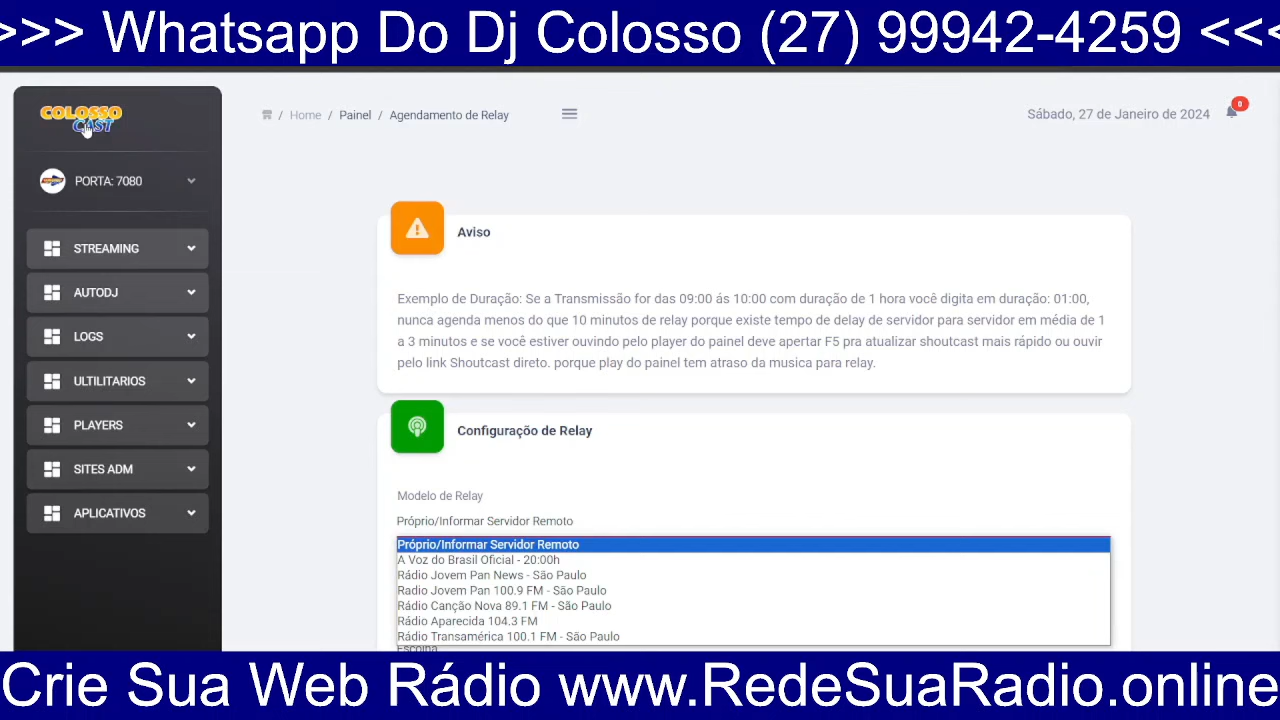 >>> Whatsapp Do Dj Colosso (27) 99942-4259 <<<
COLOSSO
CAST
/ Home / Painel / Agendamento de Relay
Sábado, 27 de Janeiro de 2024
0
PORTA: 7080
STREAMING
AUTODJ
LOGS
ULTILITARIOS
PLAYERS
SITES ADM
APLICATIVOS
Aviso
Exemplo de Duração: Se a Transmissão for das 09:00 ás 10:00 com duração de 1 hora você digita em duração: 01:00,
nunca agenda menos do que 10 minutos de relay porque existe tempo de delay de servidor para servidor em média de 1
a 3 minutos e se você estiver ouvindo pelo player do painel deve apertar F5 pra atualizar shoutcast mais rápido ou ouvir
pelo link Shoutcast direto. porque play do painel tem atraso da musica para relay.
Configuração de Relay
Modelo de Relay
Próprio/Informar Servidor Remoto
Próprio/Informar Servidor Remoto
A Voz do Brasil Oficial - 20:00h
Rádio Jovem Pan News - São Paulo
Radio Jovem Pan 100.9 FM - São Paulo
Rádio Canção Nova 89.1 FM - São Paulo
Rádio Aparecida 104.3 FM
Rádio Transamérica 100.1 FM - São Paulo
Escolha
Crie Sua Web Rádio www.RedeSuaRadio.online